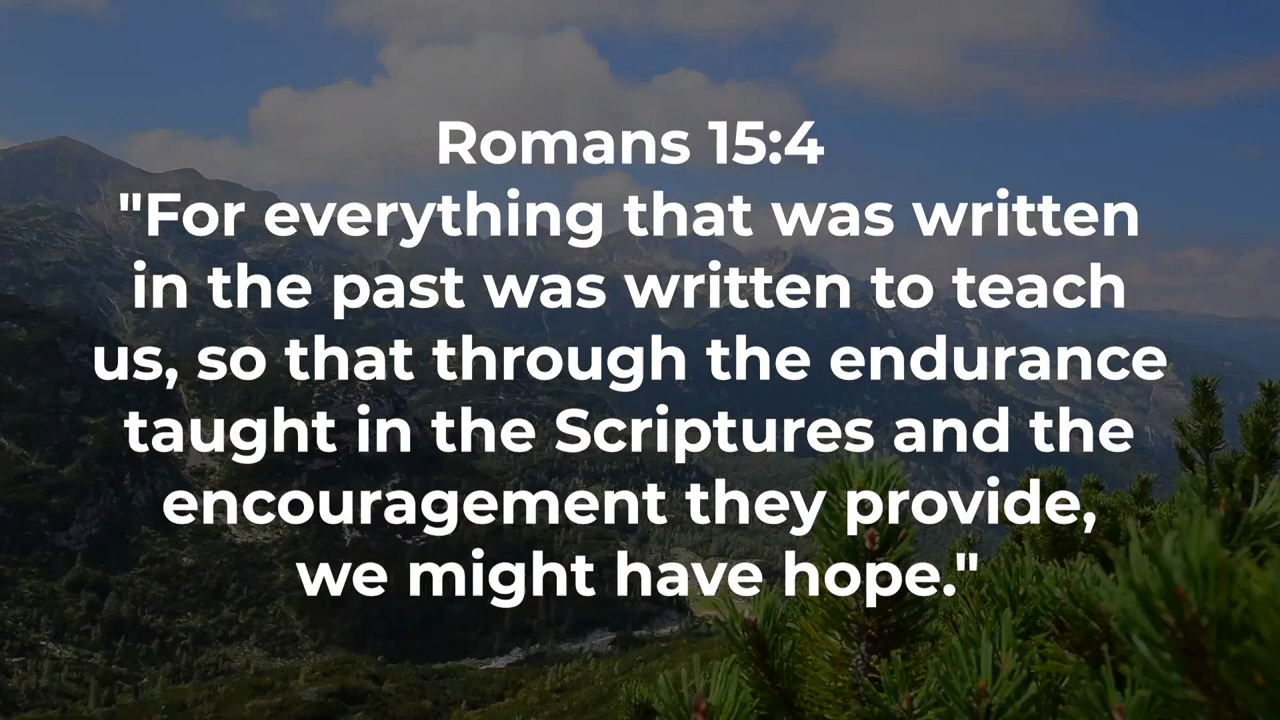 Romans 15:4
"For everything that was written
in the past was written to teach
us, so that through the endurance
taught in the Scriptures and the
encouragement they provide,
we might have hope."